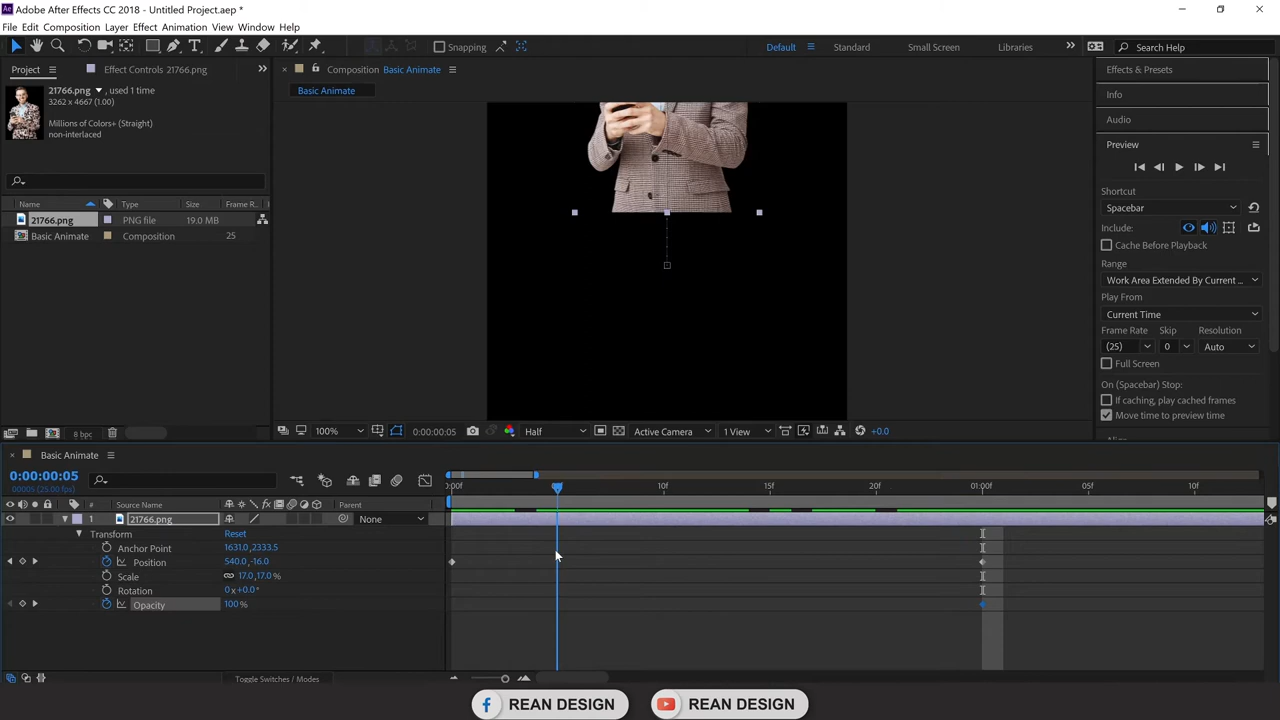 Adobe After Effects CC 2018 - Untitled Project.aep *
File Edit Composition Layer Effect Animation View Window Help
Snapping
Default
Standard
Small Screen
Libraries
Search Help
Project
Effect Controls 21766.png
Composition Basic Animate
Basic Animate
21766.png , used 1 time
3262 x 4667 (1.00)
Millions of Colors+ (Straight)
non-interlaced
Name Type Size Frame R..
21766.png PNG file 19.0 MB
Basic Animate Composition 25
8 bpc
100%
0:00:00:05
Half
Active Camera
1 View
+0.0
Effects & Presets
Info
Audio
Preview
Shortcut
Spacebar
Include:
Cache Before Playback
Range
Work Area Extended By Current ...
Play From
Current Time
Frame Rate Skip Resolution
(25) 0 Auto
Full Screen
On (Spacebar) Stop:
If caching, play cached frames
Move time to preview time
Basic Animate
0:00:00:05
00005 (25.00 fps)
# Source Name Parent
10f 15f 20f 01:00f 05f 10f
1 21766.png None
Transform Reset
Anchor Point 1631.0,2333.5
Position 540.0,-16.0
Scale 17.0,17.0%
Rotation 0x+0.0°
Opacity 100%
Toggle Switches / Modes
REAN DESIGN
REAN DESIGN